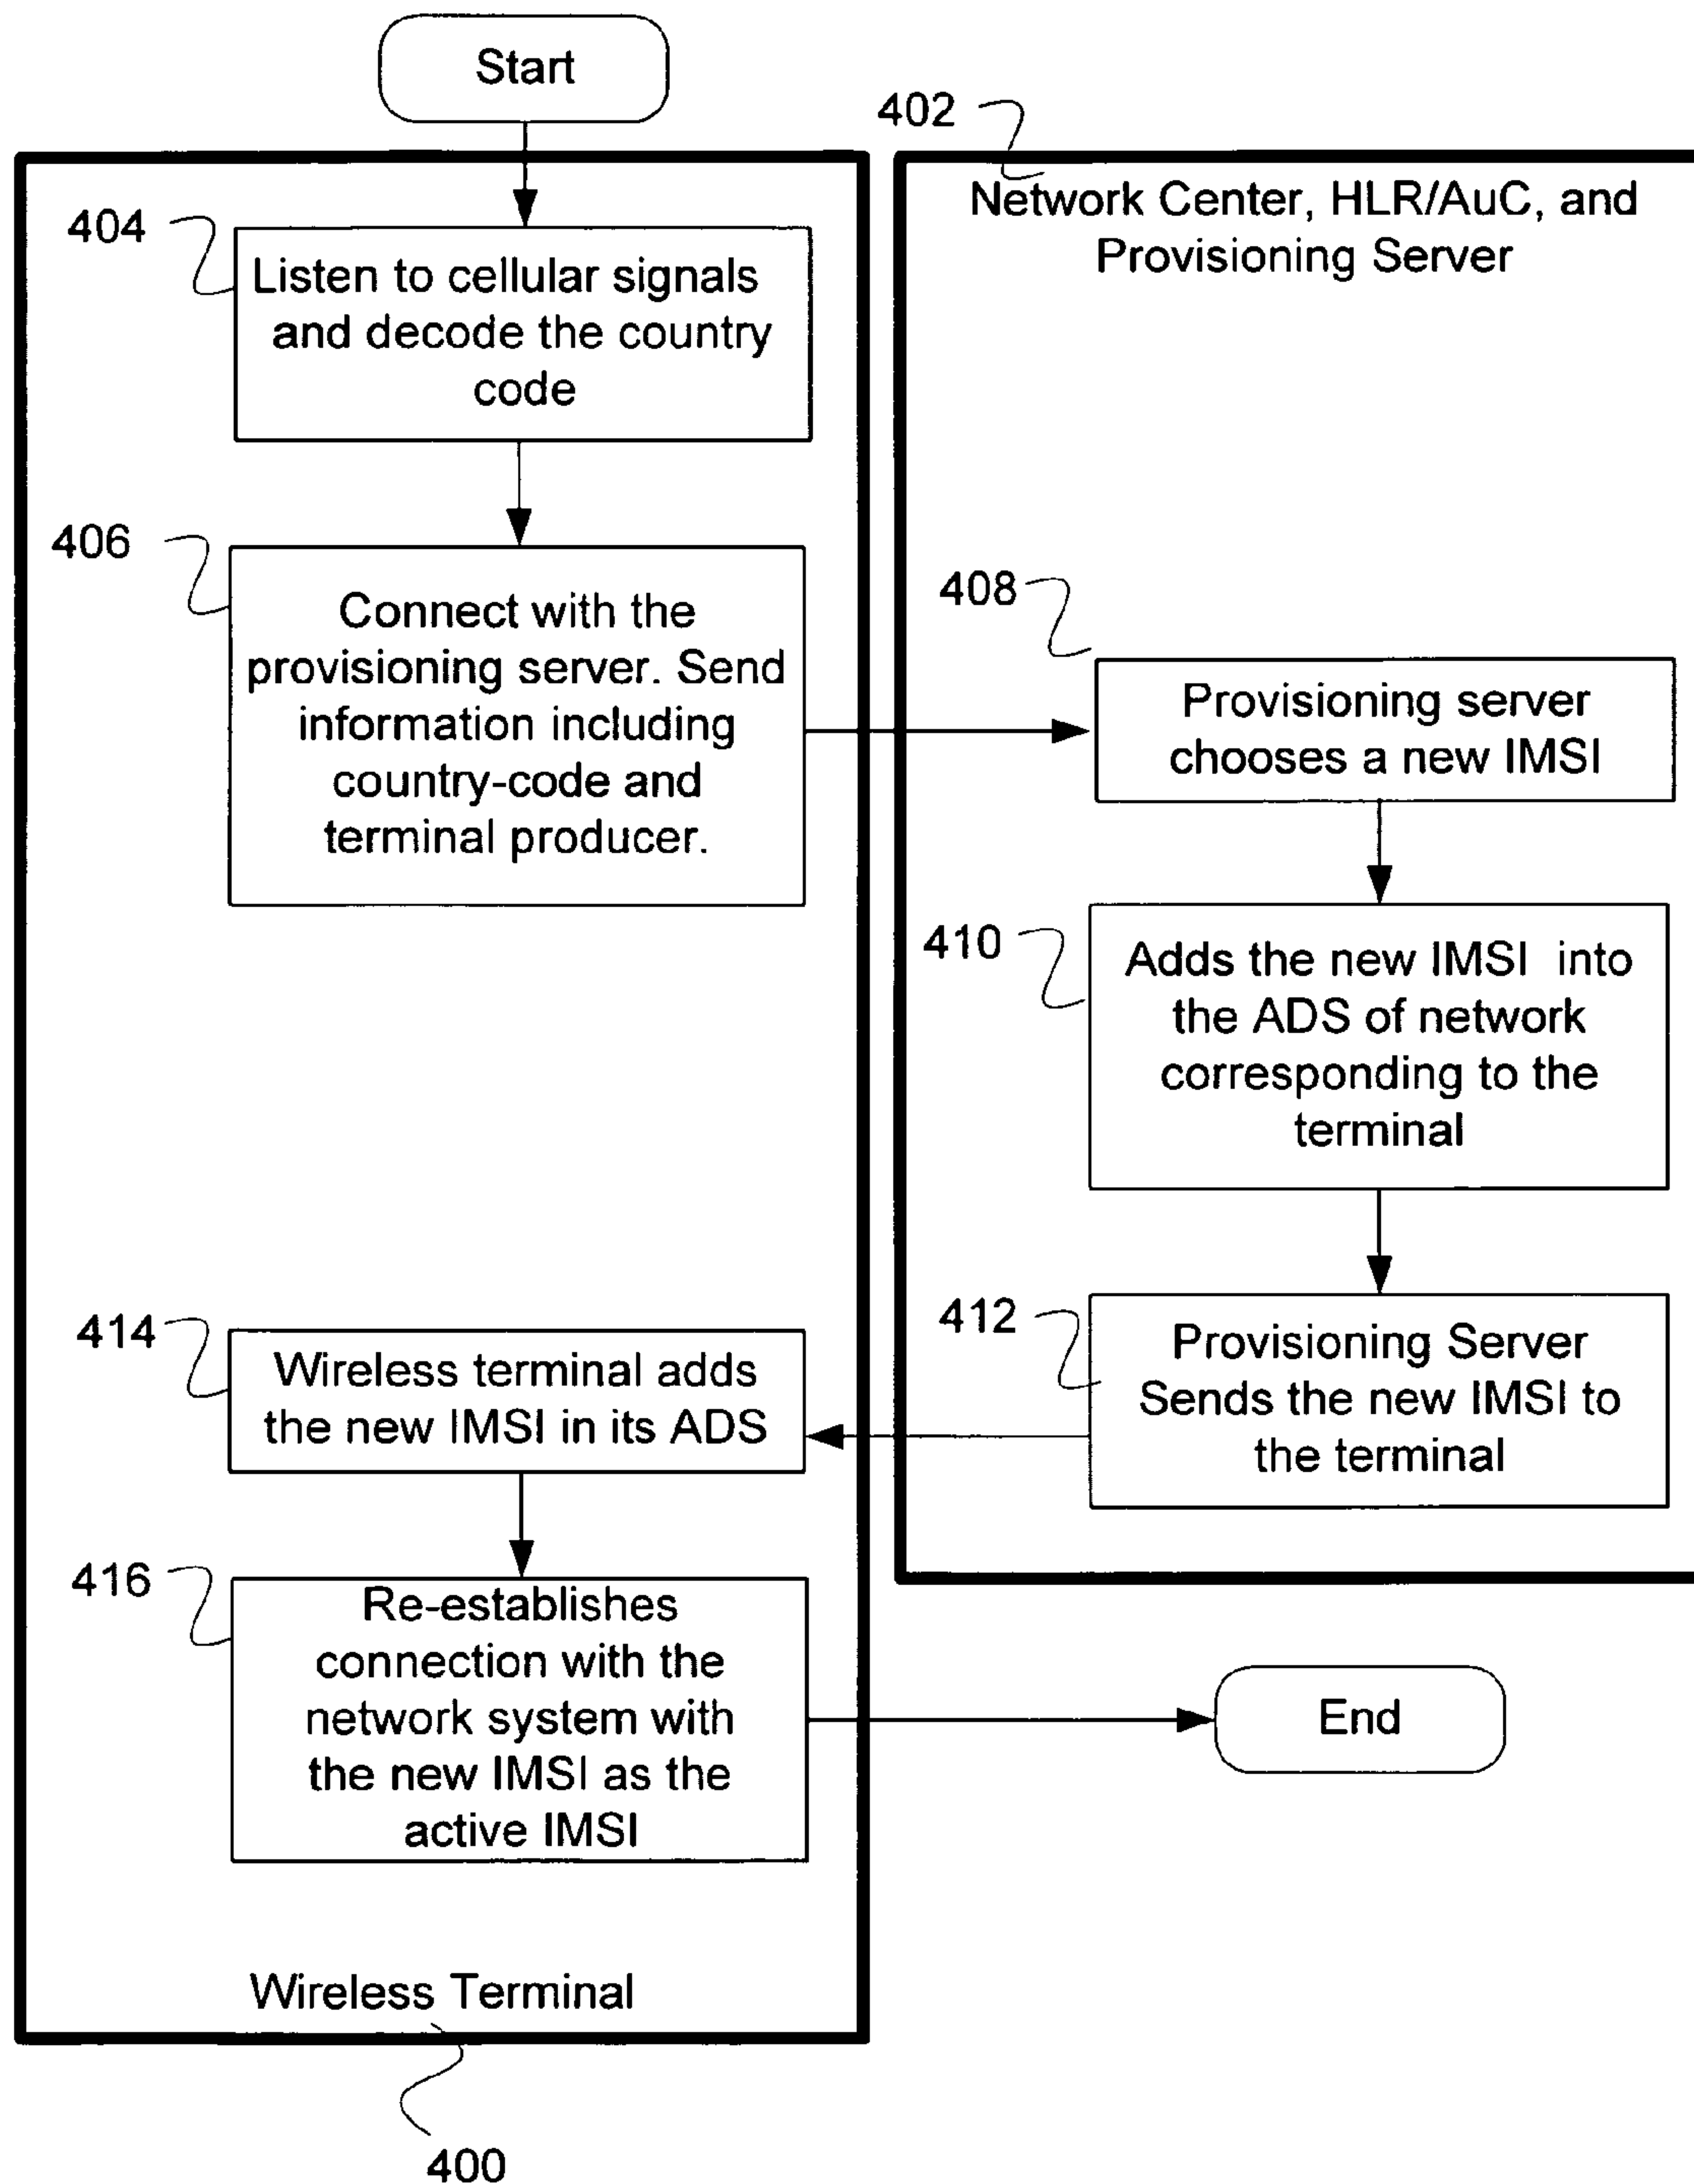 Start
402
Network Center, HLR/AuC, and
Provisioning Server
404
Listen to cellular signals
and decode the country
code
406
Connect with the
provisioning server. Send
information including
country-code and
terminal producer.
408
Provisioning server
chooses a new IMSI
410
Adds the new IMSI into
the ADS of network
corresponding to the
terminal
412
Provisioning Server
Sends the new IMSI to
the terminal
414
Wireless terminal adds
the new IMSI in its ADS
416
Re-establishes
connection with the
network system with
the new IMSI as the
active IMSI
End
Wireless Terminal
400